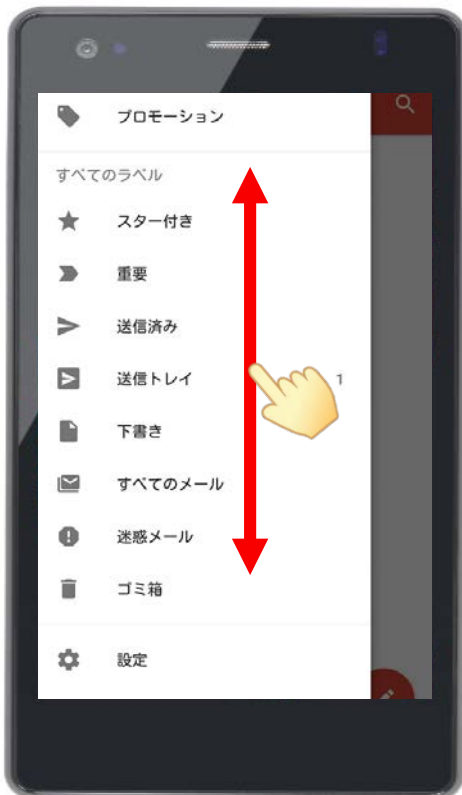 プロモーション
すべてのラベル
スター付き
重要
送信済み
送信トレイ 1
下書き
すべてのメール
迷惑メール
ゴミ箱
設定